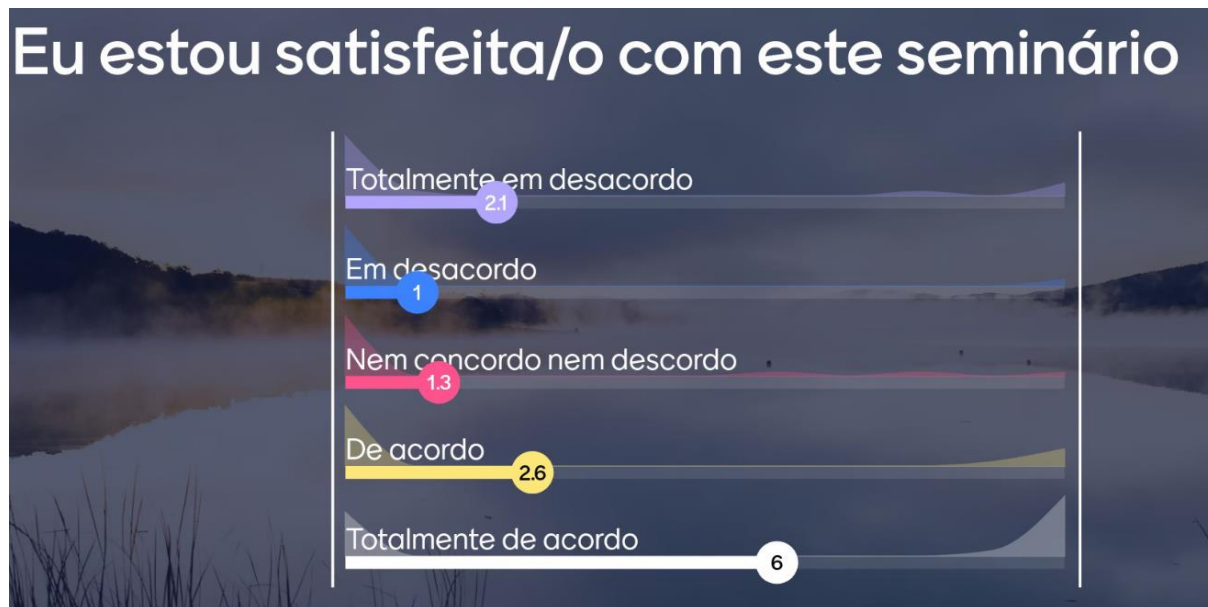 Eu estou satisfeita/o com este seminário
Totalmente em desacordo
2.1
Em desacordo
1
Nem concordo nem descordo
1.3
De acordo
2.6
Totalmente de acordo
6